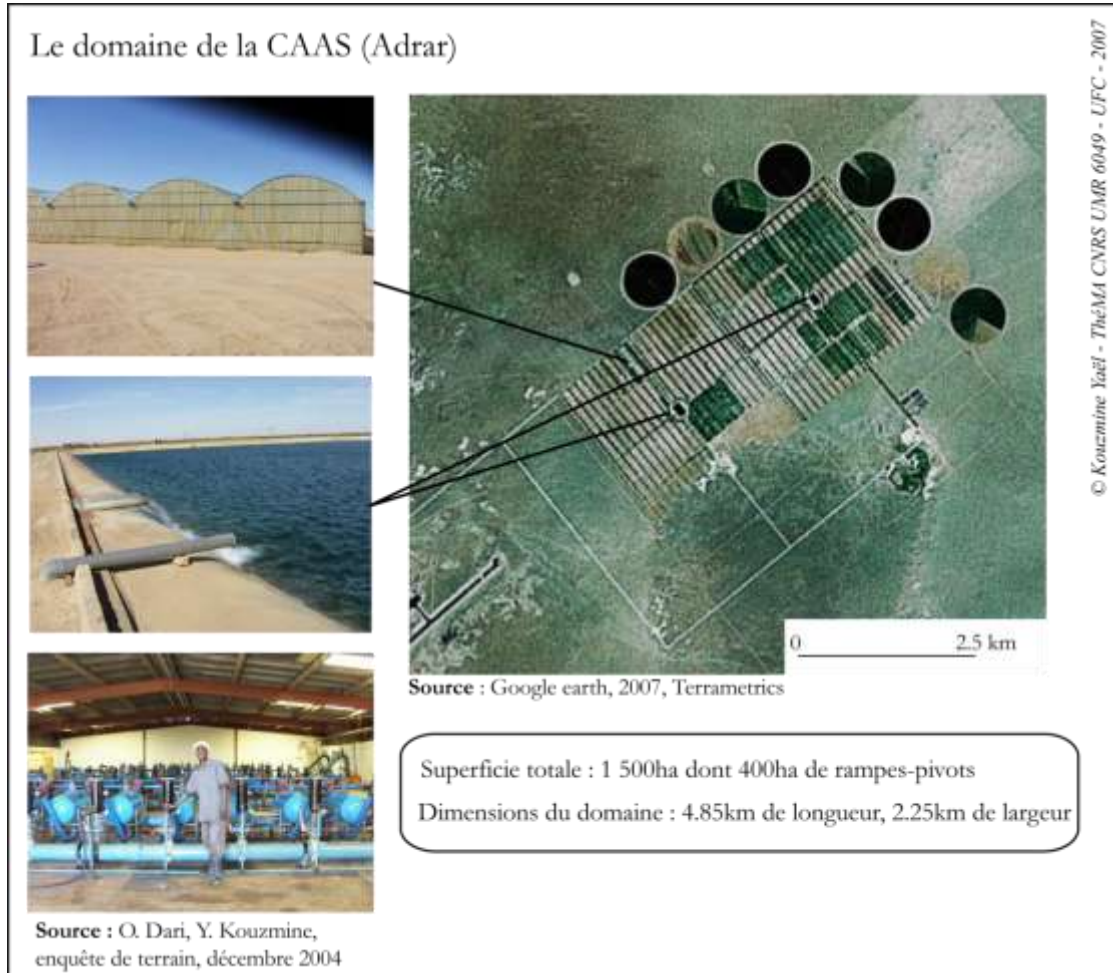 Le domaine de la CAAS (Adrar)
© Kouzmine Yaël - ThéMA CNRS UMR 6049 - UFC - 2007
0 2.5 km
Source : Google earth, 2007, Terrametrics
Superficie totale : 1 500ha dont 400ha de rampes-pivots
Dimensions du domaine : 4.85km de longueur, 2.25km de largeur
Source : O. Dari, Y. Kouzmine,
enquête de terrain, décembre 2004